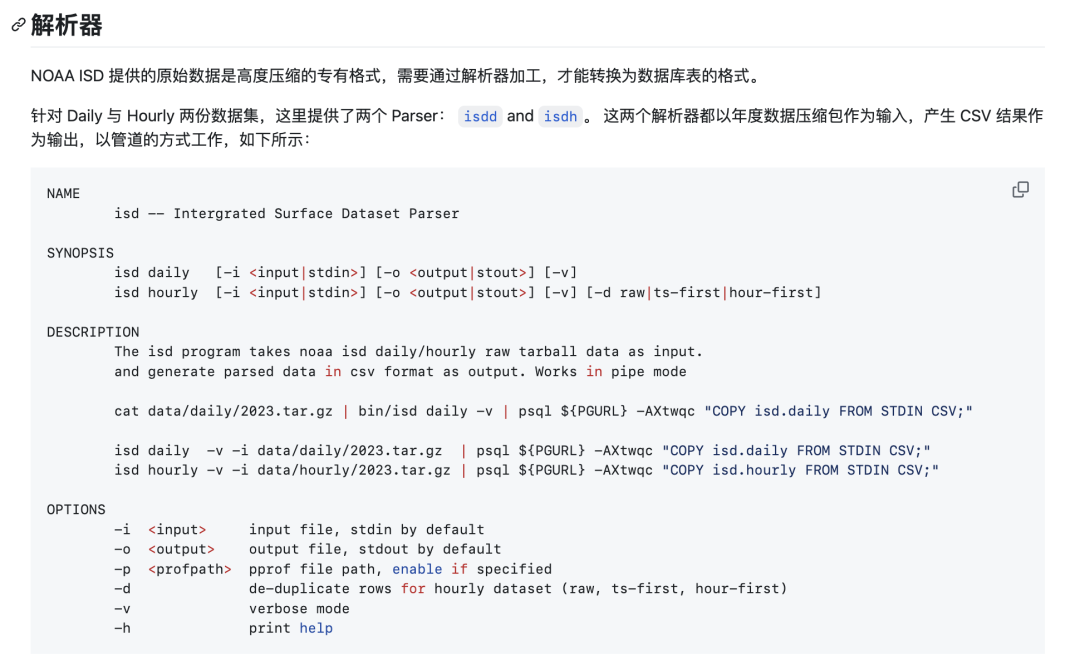 解析器
NOAA ISD 提供的原始数据是高度压缩的专有格式，需要通过解析器加工，才能转换为数据库表的格式。
针对 Daily 与 Hourly 两份数据集，这里提供了两个 Parser： isdd and isdh 。 这两个解析器都以年度数据压缩包作为输入，产生 CSV 结果作
为输出，以管道的方式工作，如下所示：
NAME
        isd -- Intergrated Surface Dataset Parser
SYNOPSIS
        isd daily   [-i <input|stdin>] [-o <output|stout>] [-v]
        isd hourly  [-i <input|stdin>] [-o <output|stout>] [-v] [-d raw|ts-first|hour-first]
DESCRIPTION
        The isd program takes noaa isd daily/hourly raw tarball data as input.
        and generate parsed data in csv format as output. Works in pipe mode
        cat data/daily/2023.tar.gz | bin/isd daily -v | psql ${PGURL} -AXtwqc "COPY isd.daily FROM STDIN CSV;"
        isd daily  -v -i data/daily/2023.tar.gz  | psql ${PGURL} -AXtwqc "COPY isd.daily FROM STDIN CSV;"
        isd hourly -v -i data/hourly/2023.tar.gz | psql ${PGURL} -AXtwqc "COPY isd.hourly FROM STDIN CSV;"
OPTIONS
        -i  <input>     input file, stdin by default
        -o  <output>    output file, stdout by default
        -p  <profpath>  pprof file path, enable if specified
        -d              de-duplicate rows for hourly dataset (raw, ts-first, hour-first)
        -v              verbose mode
        -h              print help